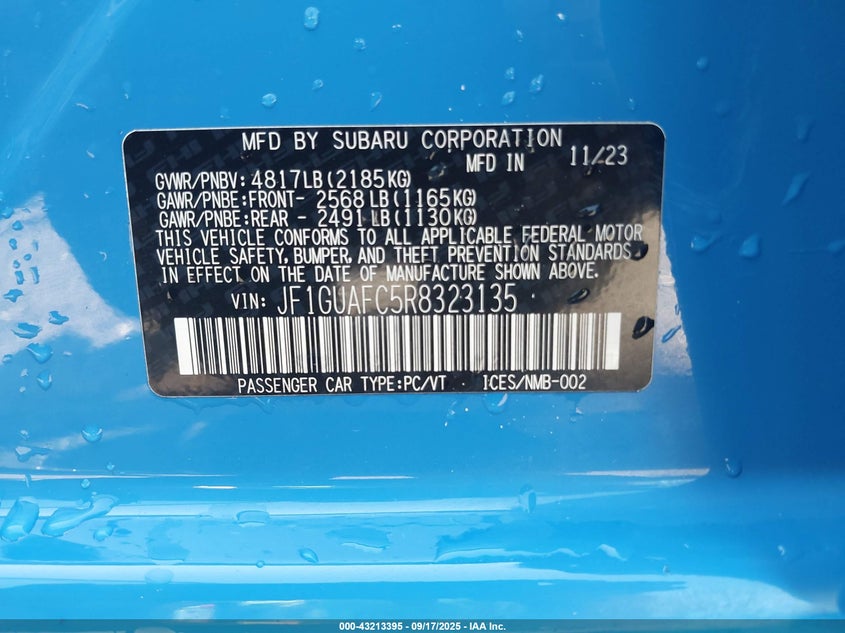 MFD BY SUBARU CORPORATION
MFD IN 11/23
GVWR/PNBV: 4817LB(2185KG)
GAWR/PNBE:FRONT- 2568LB(1165KG)
GAWR/PNBE:REAR - 2491LB(1130KG)
THIS VEHICLE CONFORMS TO ALL APPLICABLE FEDERAL MOTOR
VEHICLE SAFETY, BUMPER, AND THEFT PREVENTION STANDARDS
IN EFFECT ON THE DATE OF MANUFACTURE SHOWN ABOVE.
VIN: JF1GUAFC5R8323135
PASSENGER CAR TYPE:PC/VT · ICES/NMB-002
000-43213395 - 09/17/2025 - IAA Inc.